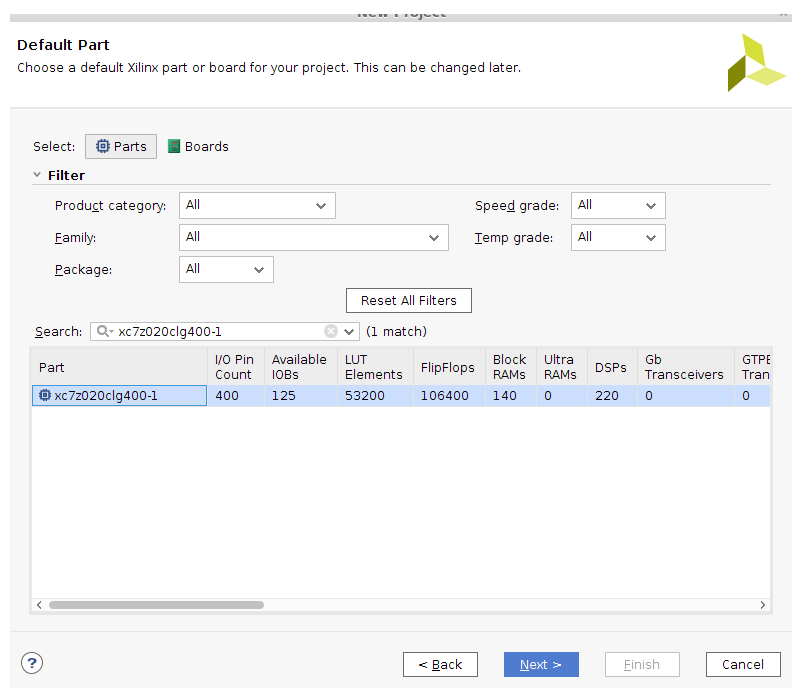 New Project
Default Part
Choose a default Xilinx part or board for your project. This can be changed later.
Select: Parts Boards
Filter
Product category: All Speed grade: All
Family: All Temp grade: All
Package: All
Reset All Filters
Search: xc7z020clg400-1 (1 match)
Part I/O Pin Count Available IOBs LUT Elements FlipFlops Block RAMs Ultra RAMs DSPs Gb Transceivers GTPE Tran
xc7z020clg400-1 400 125 53200 106400 140 0 220 0 0
? < Back Next > Finish Cancel